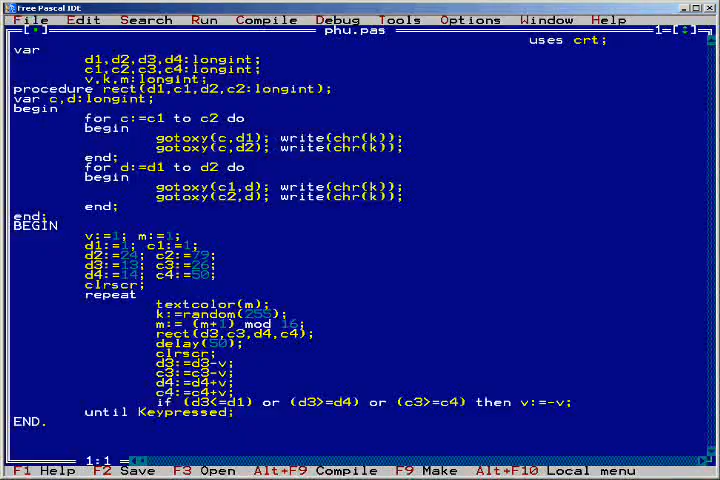 Free Pascal IDE
File Edit Search Run Compile Debug Tools Options Window Help
phu.pas 1
uses crt;
var
d1,d2,d3,d4:longint;
c1,c2,c3,c4:longint;
v,k,m:longint;
procedure rect(d1,c1,d2,c2:longint);
var c,d:longint;
begin
for c:=c1 to c2 do
begin
gotoxy(c,d1); write(chr(k));
gotoxy(c,d2); write(chr(k));
end;
for d:=d1 to d2 do
begin
gotoxy(c1,d); write(chr(k));
gotoxy(c2,d); write(chr(k));
end;
end;
BEGIN
v:=1; m:=1;
d1:=1; c1:=1;
d2:=24; c2:=79;
d3:=13; c3:=26;
d4:=14; c4:=50;
clrscr;
repeat
textcolor(m);
k:=random(255);
m:= (m+1) mod 16;
rect(d3,c3,d4,c4);
delay(50);
clrscr;
d3:=d3-v;
c3:=c3-v;
d4:=d4+v;
c4:=c4+v;
if (d3<=d1) or (d3>=d4) or (c3>=c4) then v:=-v;
until Keypressed;
END.
1:1
F1 Help F2 Save F3 Open Alt+F9 Compile F9 Make Alt+F10 Local menu